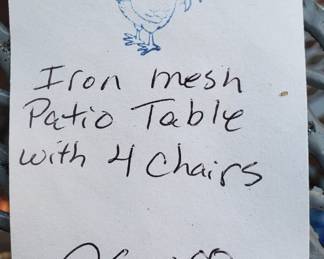 Iron mesh
Patio Table
with 4 Chairs